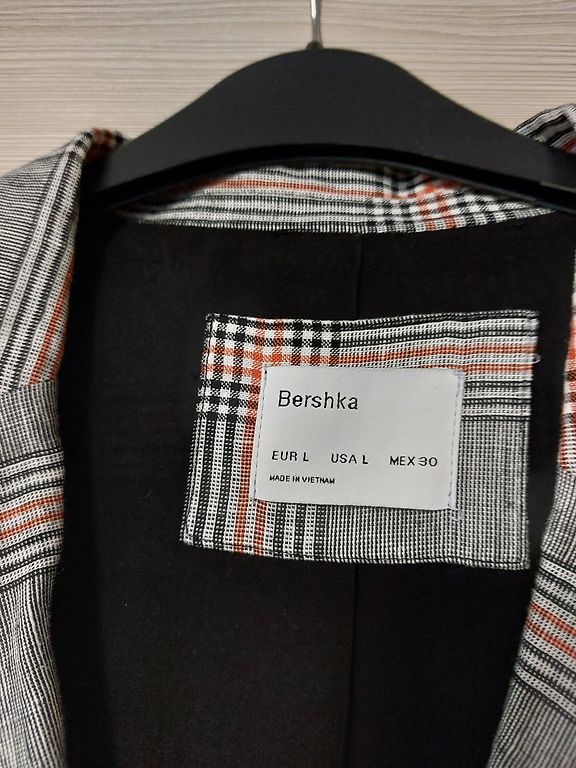 Bershka
EUR L USA L MEX 30
MADE IN VIETNAM